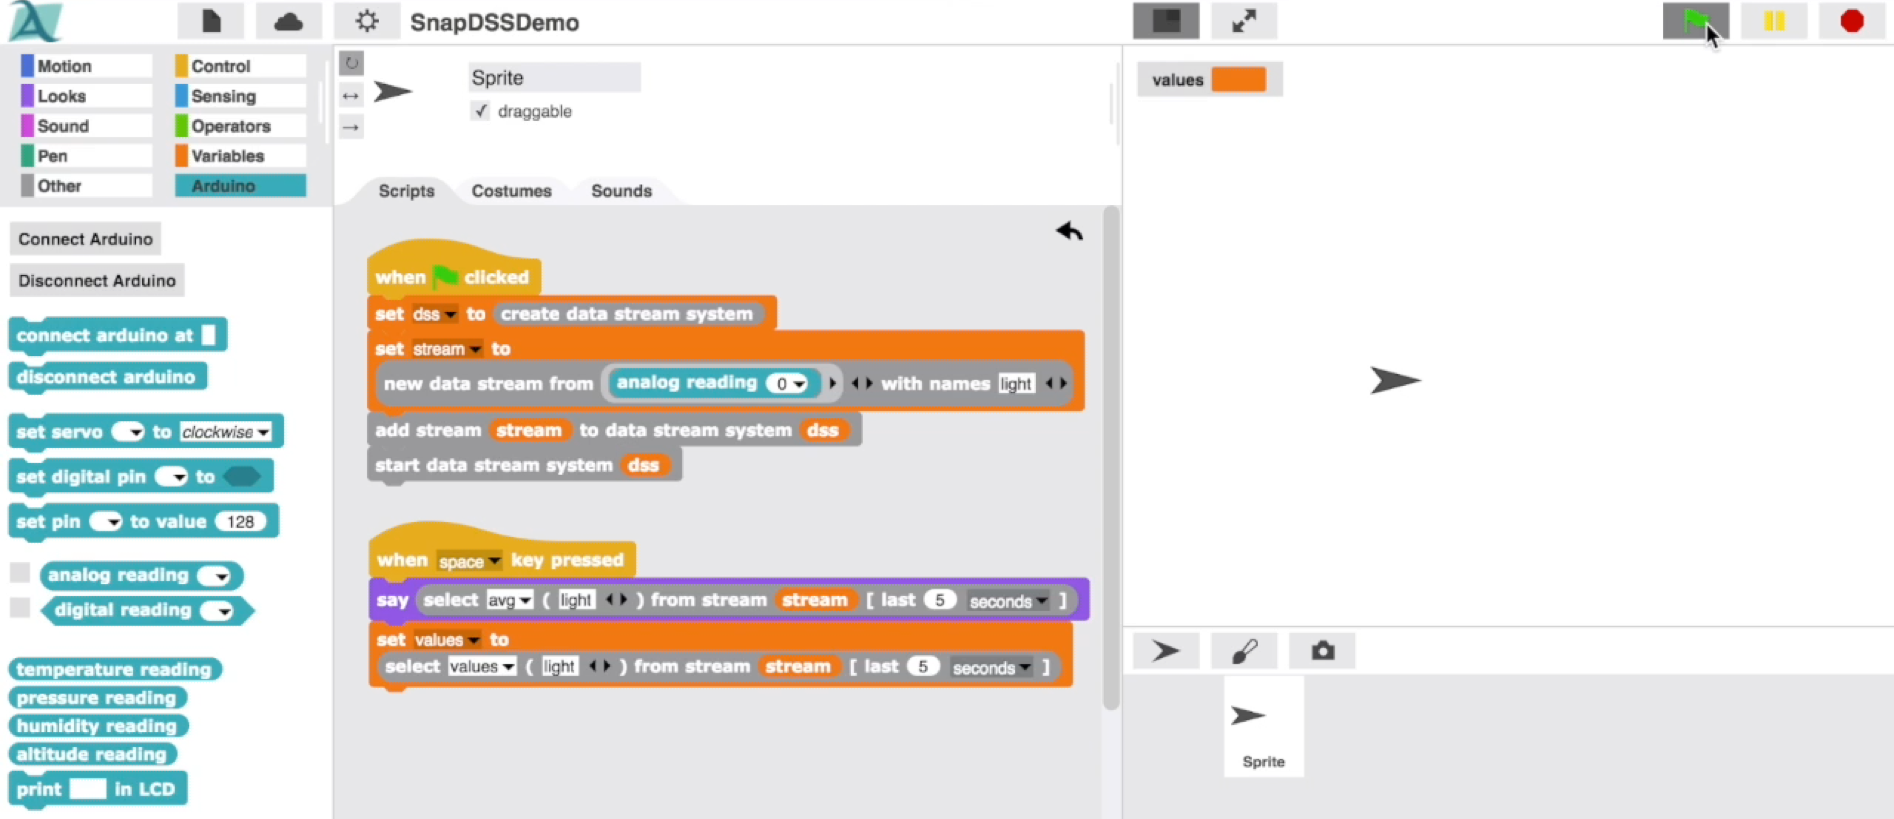 SnapDSSDemo
Motion
Control
Looks
Sensing
Sound
Operators
Pen
Variables
Other
Arduino
Connect Arduino
Disconnect Arduino
connect arduino at
disconnect arduino
set servo to clockwise
set digital pin to
set pin to value 128
analog reading
digital reading
temperature reading
pressure reading
humidity reading
altitude reading
print in LCD
Sprite
✓ draggable
Scripts Costumes Sounds
when clicked
set dss to create data stream system
set stream to
new data stream from analog reading 0 with names light
add stream stream to data stream system dss
start data stream system dss
when space key pressed
say select avg ( light ) from stream stream [ last 5 seconds ]
set values to
select values ( light ) from stream stream [ last 5 seconds ]
values
Sprite